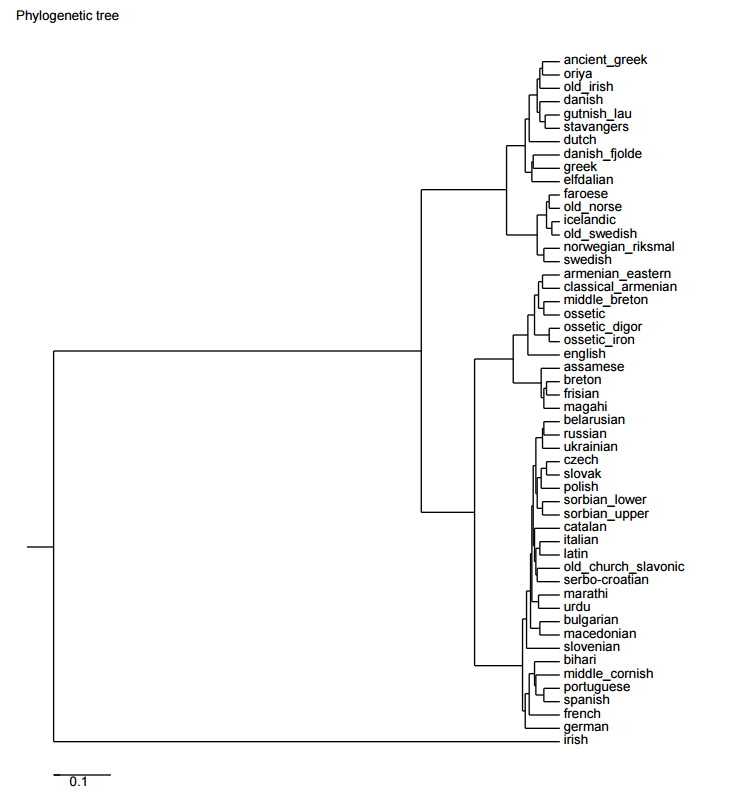 Phylogenetic tree
ancient_greek
oriya
old_irish
danish
gutnish_lau
stavangers
dutch
danish_fjolde
greek
elfdalian
faroese
old_norse
icelandic
old_swedish
norwegian_riksmal
swedish
armenian_eastern
classical_armenian
middle_breton
ossetic
ossetic_digor
ossetic_iron
english
assamese
breton
frisian
magahi
belarusian
russian
ukrainian
czech
slovak
polish
sorbian_lower
sorbian_upper
catalan
italian
latin
old_church_slavonic
serbo-croatian
marathi
urdu
bulgarian
macedonian
slovenian
bihari
middle_cornish
portuguese
spanish
french
german
irish
0.1